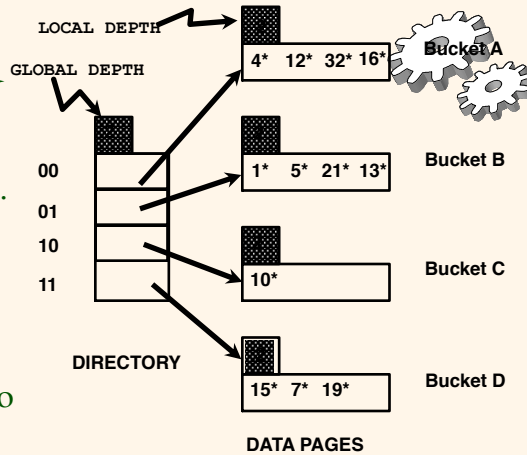 LOCAL DEPTH
GLOBAL DEPTH
4* 12* 32* 16*
Bucket A
00
01
10
11
1* 5* 21* 13*
Bucket B
10*
Bucket C
15* 7* 19*
Bucket D
DIRECTORY
DATA PAGES